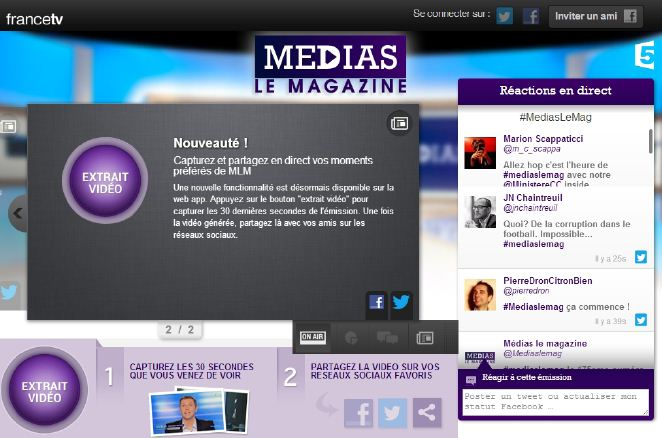 francetv
Se connecter sur :
Inviter un ami
MEDIAS
LE MAGAZINE
5
Nouveauté !
Capturez et partagez en direct vos moments
préférés de MLM
Une nouvelle fonctionnalité est désormais disponible sur la
web app. Appuyez sur le bouton "extrait vidéo" pour
capturer les 30 dernières secondes de l'émission. Une fois
la vidéo générée, partagez là avec vos amis sur les
réseaux sociaux.
EXTRAIT
VIDÉO
2 / 2
ON AIR
EXTRAIT
VIDÉO
1
CAPTUREZ LES 30 SECONDES
QUE VOUS VENEZ DE VOIR
2
PARTAGEZ LA VIDEO SUR VOS
RESEAUX SOCIAUX FAVORIS
Réactions en direct
#MediasLeMag
Marion Scappaticci
@m_c_scappa
Allez hop c'est l'heure de
#mediaslemag avec notre
@MinistereCC inside
JN Chaintreuil
@jnchaintreuil
Quoi? De la corruption dans le
football. Impossible...
#mediaslemag
Il y a 25s
PierreDronCitronBien
@pierredron
#Mediaslemag ça commence !
Il y a 39s
MEDIAS
Médias le magazine
@Mediaslemag
#mediaslemag
Réagir à cette émission
Poster un tweet ou actualiser mon
statut Facebook …